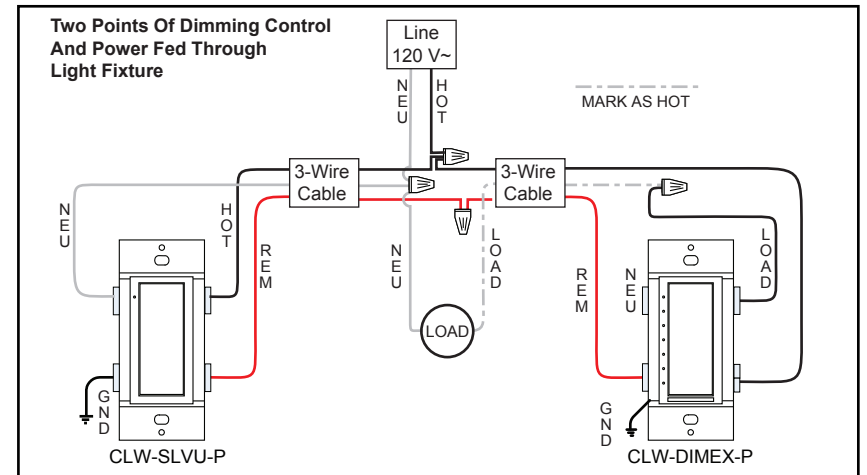 Two Points Of Dimming Control
And Power Fed Through
Light Fixture
Line
120 V~
NEU
HOT
MARK AS HOT
3-Wire
Cable
3-Wire
Cable
NEU
HOT
REM
NEU
LOAD
REM
NEU
LOAD
LOAD
GND
GND
CLW-SLVU-P
CLW-DIMEX-P